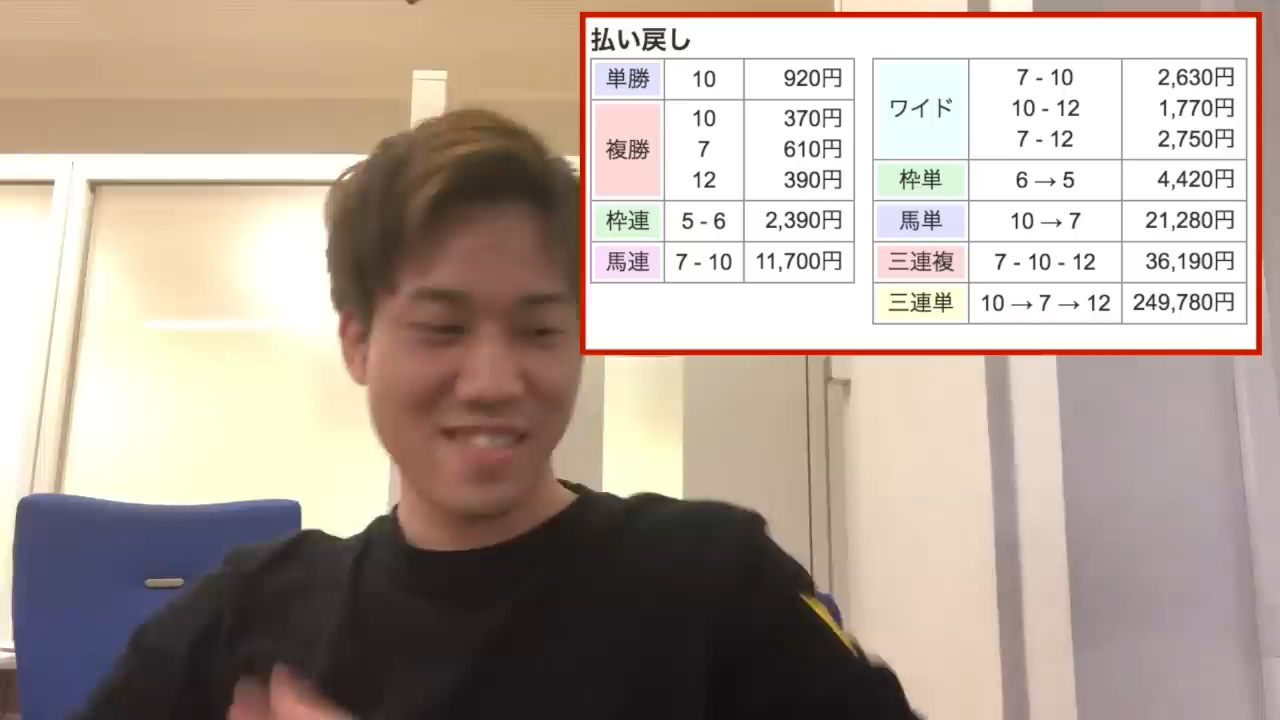 払い戻し
単勝 10 920円
複勝 10 370円
7 610円
12 390円
枠連 5 - 6 2,390円
馬連 7 - 10 11,700円
ワイド 7 - 10 2,630円
10 - 12 1,770円
7 - 12 2,750円
枠単 6 → 5 4,420円
馬単 10 → 7 21,280円
三連複 7 - 10 - 12 36,190円
三連単 10 → 7 → 12 249,780円